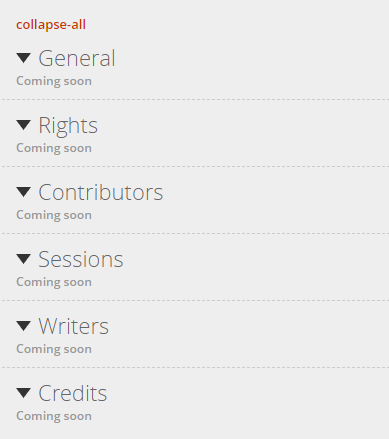 collapse-all
General
Coming soon
Rights
Coming soon
Contributors
Coming soon
Sessions
Coming soon
Writers
Coming soon
Credits
Coming soon